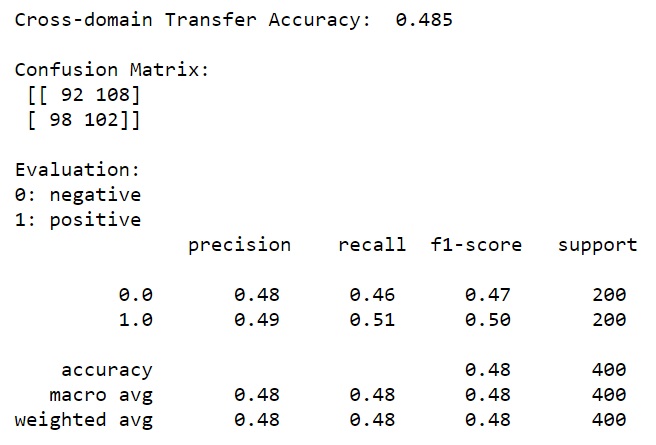 Cross-domain Transfer Accuracy:  0.485
Confusion Matrix:
[[ 92 108]
[ 98 102]]
Evaluation:
0: negative
1: positive
precision    recall  f1-score   support
0.0       0.48      0.46      0.47       200
1.0       0.49      0.51      0.50       200
accuracy                           0.48       400
macro avg       0.48      0.48      0.48       400
weighted avg       0.48      0.48      0.48       400